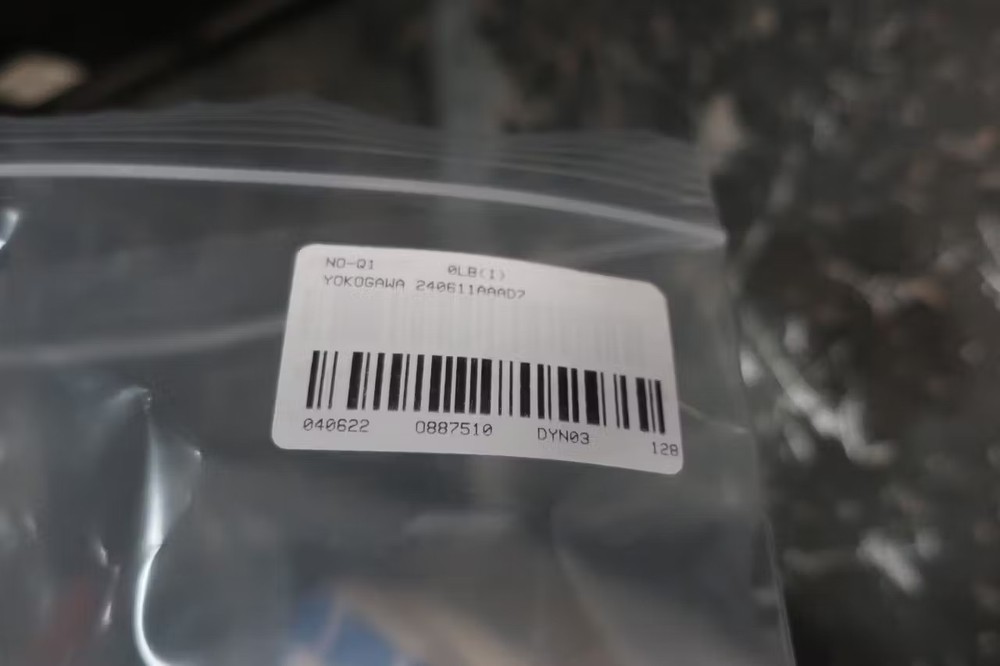 NO-Q1 0LB(1)
YOKOGAWA 240611AAAD7
040622 0887510 DYN03 128